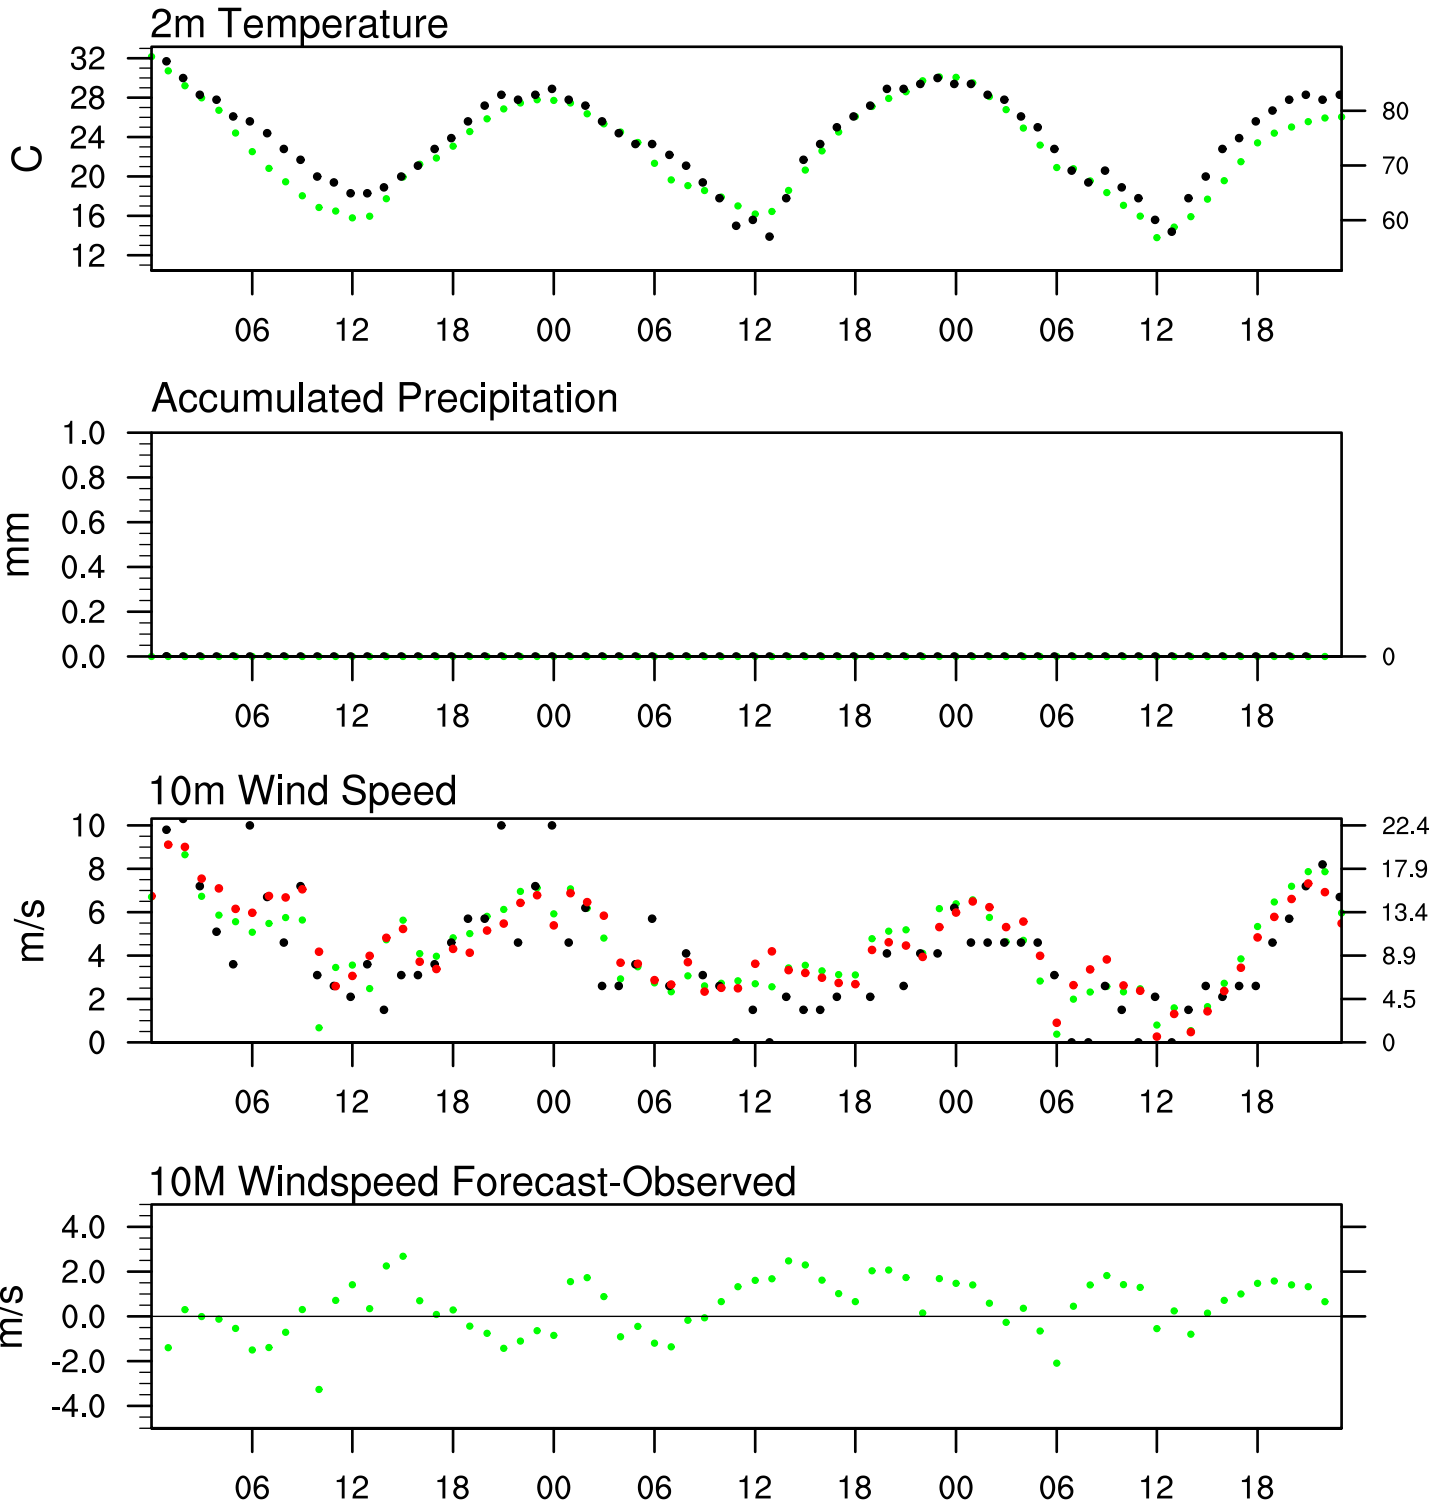 2m Temperature
32
28
24
20
16
12
C
80
70
60
06 12 18 00 06 12 18 00 06 12 18
Accumulated Precipitation
1.0
0.8
0.6
0.4
0.2
0.0
mm
0
06 12 18 00 06 12 18 00 06 12 18
10m Wind Speed
10
8
6
4
2
0
m/s
22.4
17.9
13.4
8.9
4.5
0
06 12 18 00 06 12 18 00 06 12 18
10M Windspeed Forecast-Observed
4.0
2.0
0.0
-2.0
-4.0
m/s
06 12 18 00 06 12 18 00 06 12 18